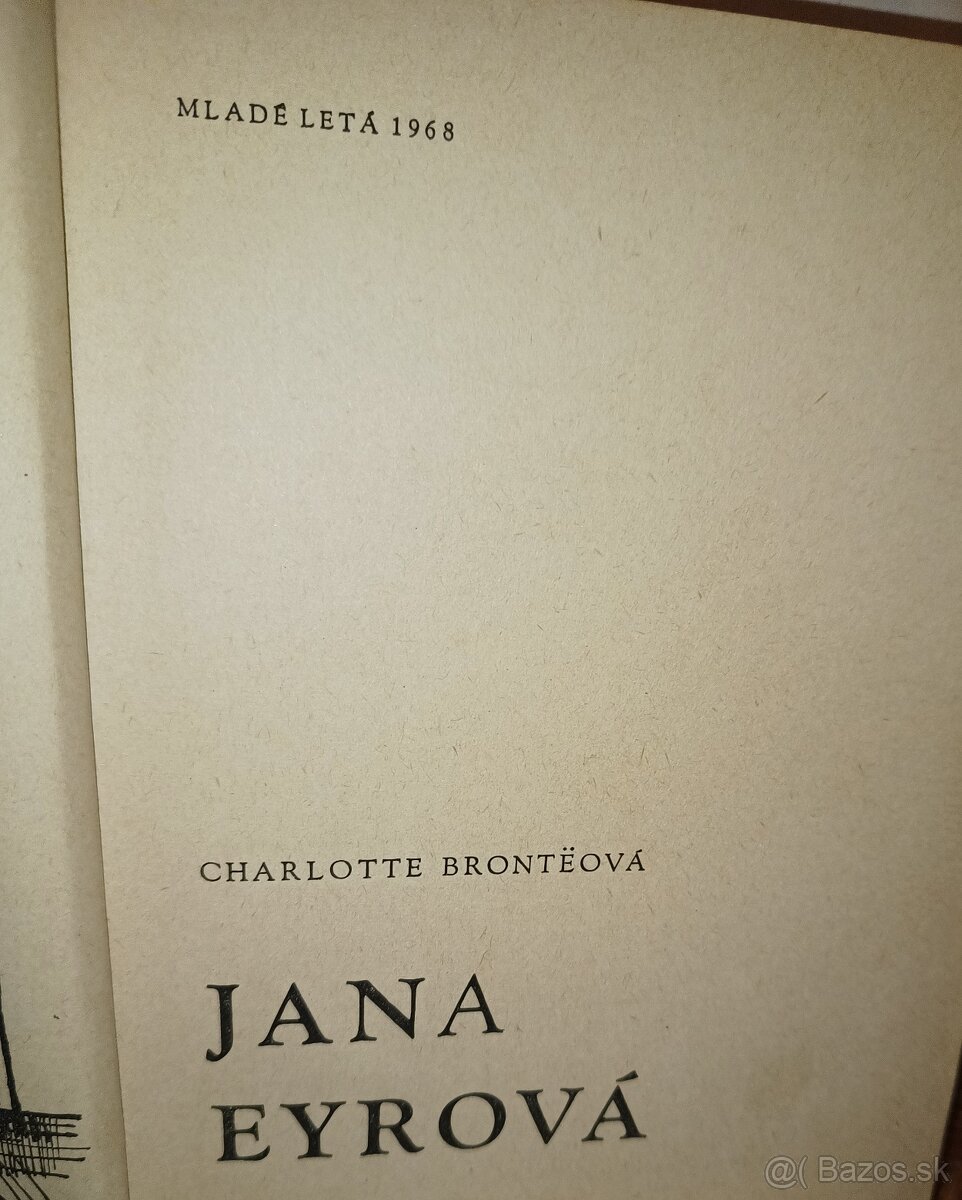 MLADÉ LETÁ 1968
CHARLOTTE BRONTËOVÁ
JANA
EYROVÁ
@( Bazos.sk